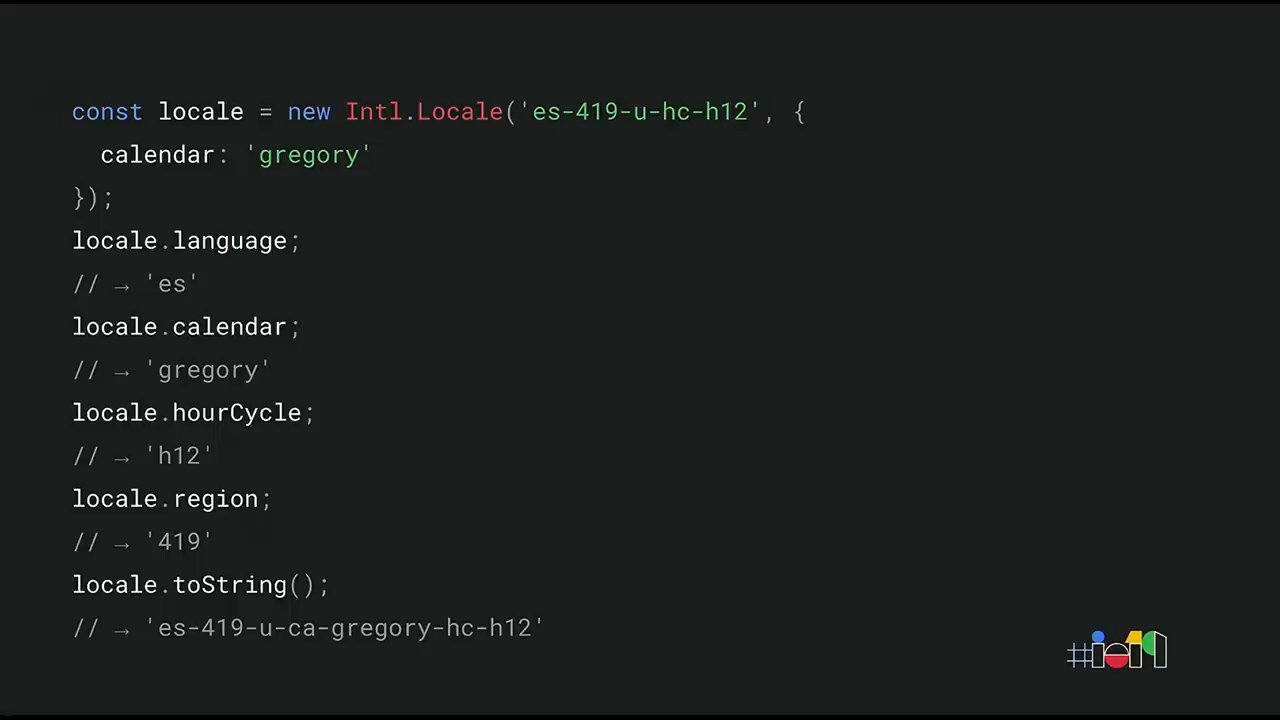 const locale = new Intl.Locale('es-419-u-hc-h12', {
  calendar: 'gregory'
});
locale.language;
// → 'es'
locale.calendar;
// → 'gregory'
locale.hourCycle;
// → 'h12'
locale.region;
// → '419'
locale.toString();
// → 'es-419-u-ca-gregory-hc-h12'
#io19